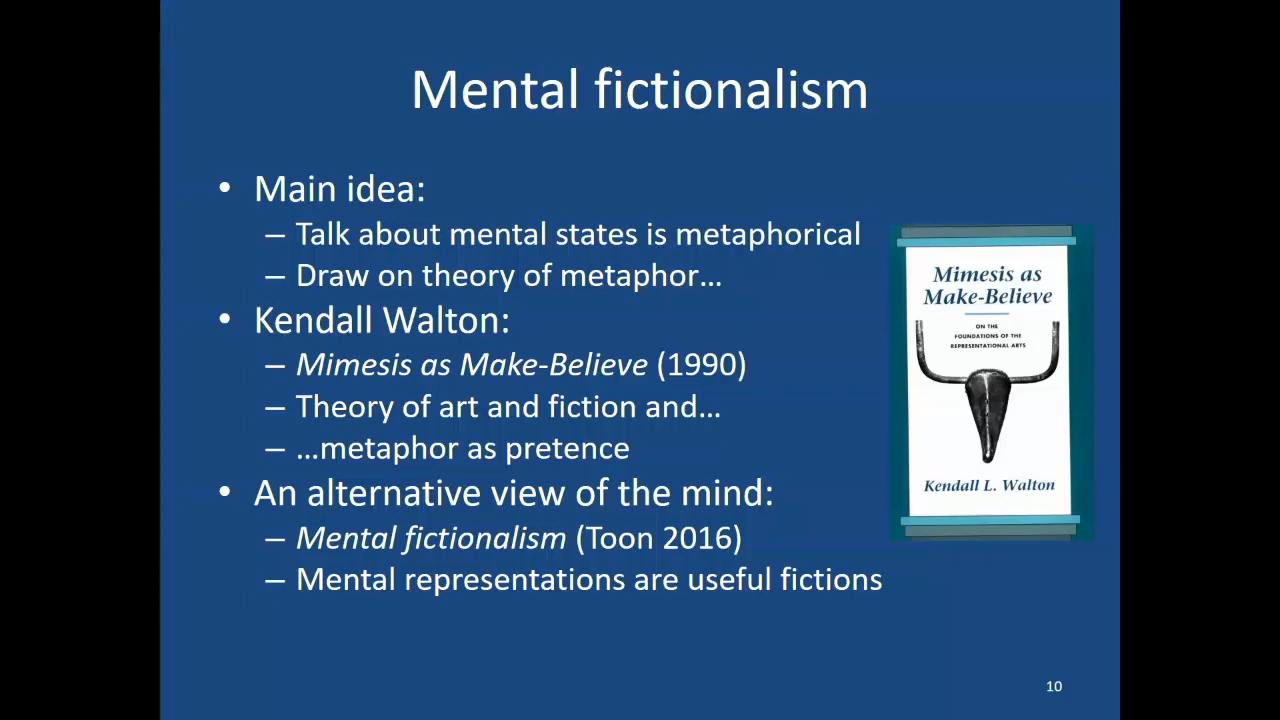 Mental fictionalism
• Main idea:
– Talk about mental states is metaphorical
– Draw on theory of metaphor…
• Kendall Walton:
– Mimesis as Make-Believe (1990)
– Theory of art and fiction and…
– …metaphor as pretence
• An alternative view of the mind:
– Mental fictionalism (Toon 2016)
– Mental representations are useful fictions
Mimesis as
Make-Believe
ON THE
FOUNDATIONS OF THE
REPRESENTATIONAL ARTS
Kendall L. Walton
10